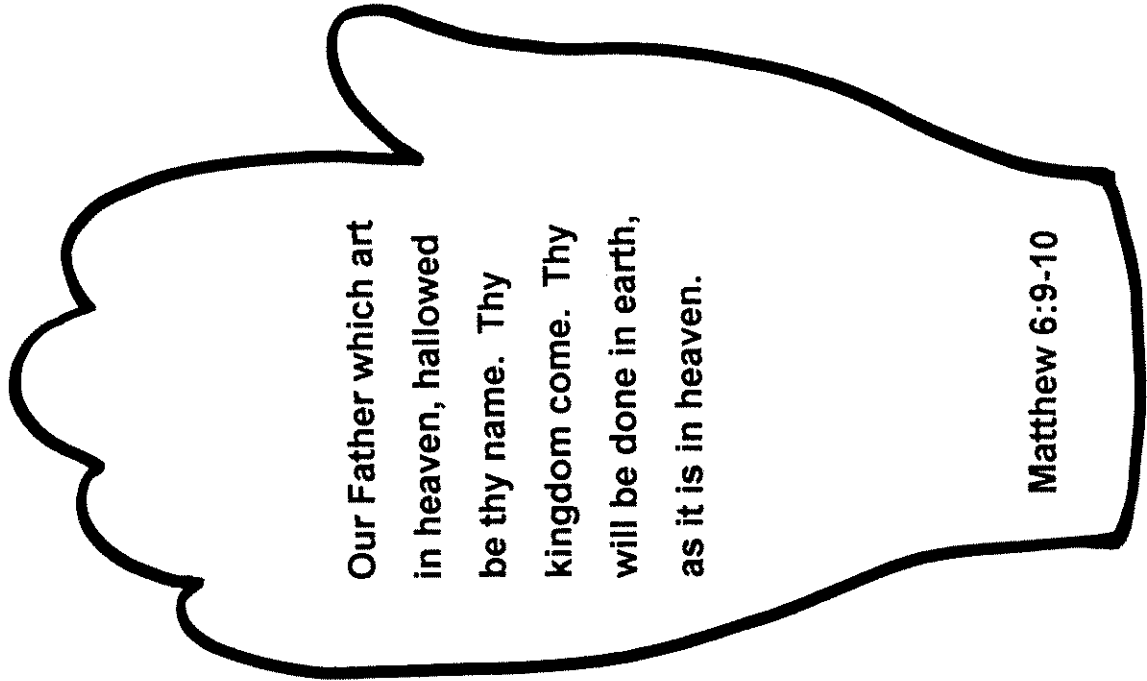 Our Father which art
in heaven, hallowed
be thy name.  Thy
kingdom come.  Thy
will be done in earth,
as it is in heaven.
Matthew 6:9-10